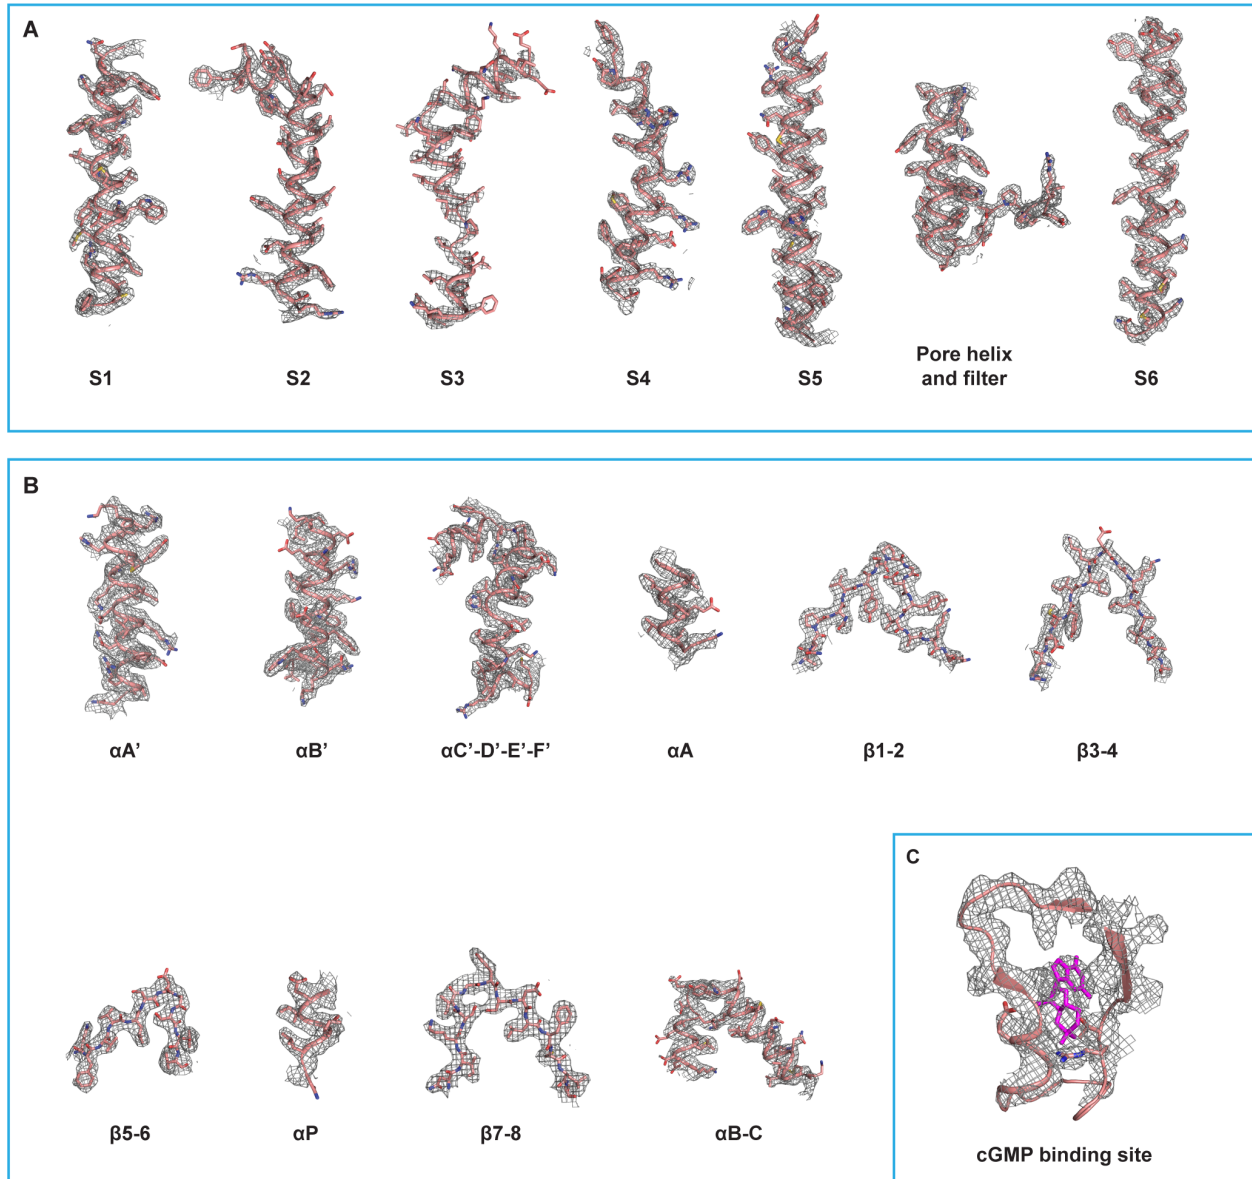 A
S1
S2
S3
S4
S5
Pore helix
and filter
S6
B
αA’
αB’
αC’-D’-E’-F’
αA
β1-2
β3-4
β5-6
αP
β7-8
αB-C
C
cGMP binding site